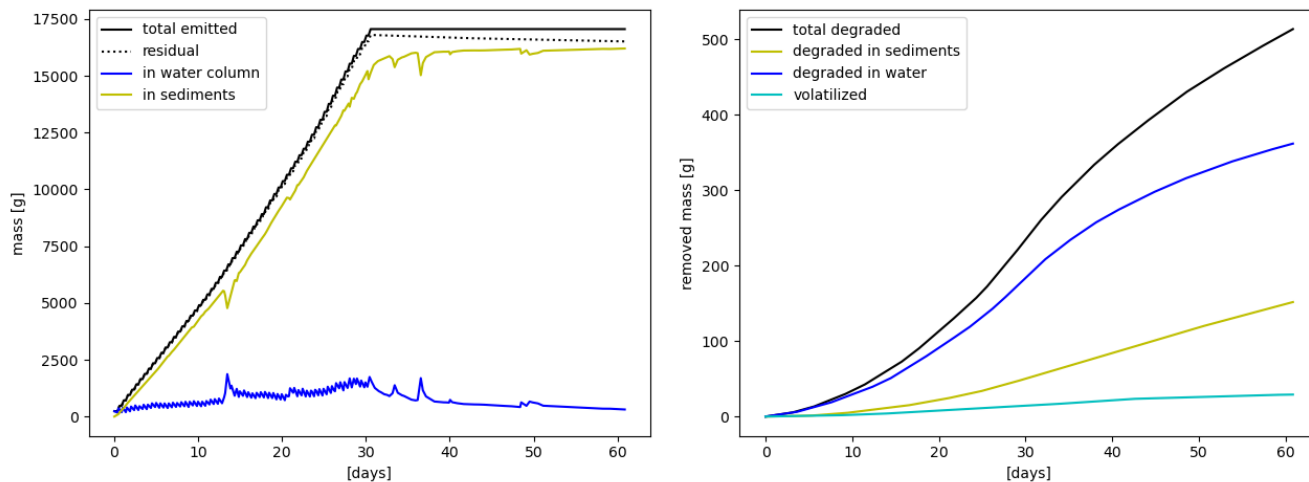 17500
15000
12500
10000
7500
5000
2500
0
mass [g]
total emitted
residual
in water column
in sediments
0 10 20 30 40 50 60
[days]
500
400
300
200
100
0
removed mass [g]
total degraded
degraded in sediments
degraded in water
volatilized
0 10 20 30 40 50 60
[days]